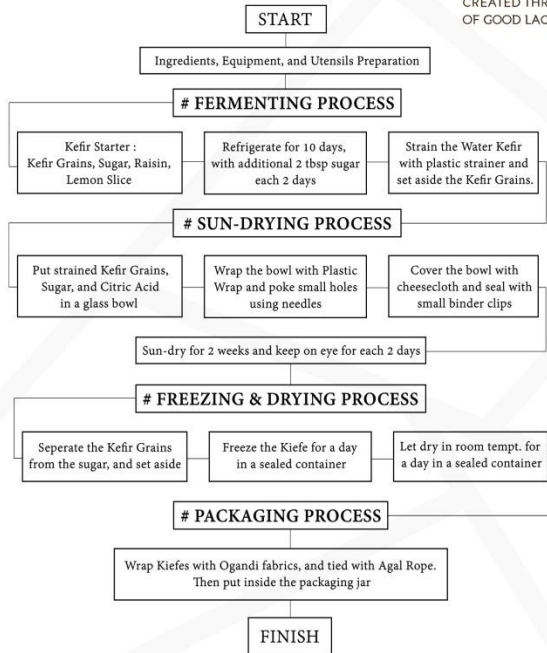 CREATED
OF GOOD
START
Ingredients, Equipment, and Utensils Preparation
# FERMENTING PROCESS
Kefir Starter :
Kefir Grains, Sugar, Raisin,
Lemon Slice
Refrigerate for 10 days,
with additional 2 tbsp sugar
each 2 days
Strain the Water Kefir
with plastic strainer and
set aside the Kefir Grains.
# SUN-DRYING PROCESS
Put strained Kefir Grains,
Sugar, and Citric Acid
in a glass bowl
Wrap the bowl with Plastic
Wrap and poke small holes
using needles
Cover the bowl with
cheesecloth and seal with
small binder clips
Sun-dry for 2 weeks and keep on eye for each 2 days
# FREEZING & DRYING PROCESS
Seperate the Kefir Grains
from the sugar, and set aside
Freeze the Kiefe for a day
in a sealed container
Let dry in room tempt. for
a day in a sealed container
# PACKAGING PROCESS
Wrap Kiefes with Ogandi fabrics, and tied with Agal Rope.
Then put inside the packaging jar
FINISH